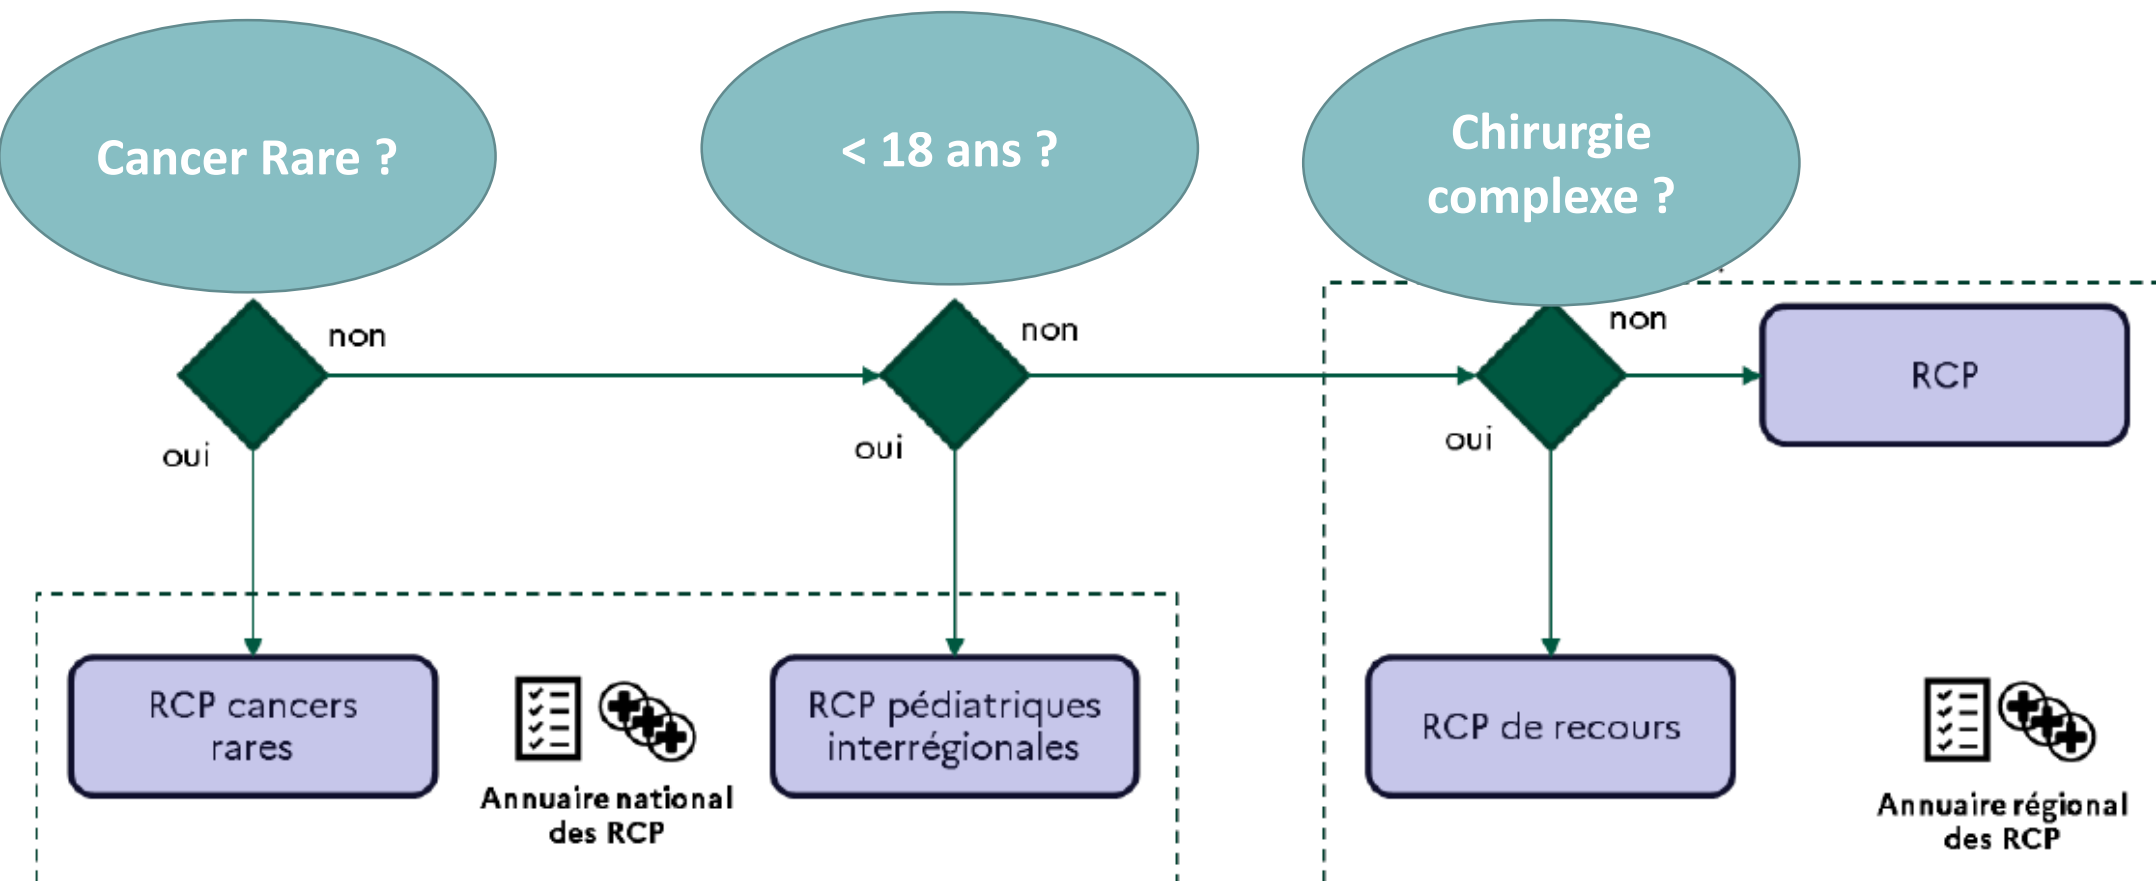 Cancer Rare ?
< 18 ans ?
Chirurgie
complexe ?
non
non
non
RCP
oui
oui
oui
RCP cancers
rares
Annuaire national
des RCP
RCP pédiatriques
interrégionales
RCP de recours
Annuaire régional
des RCP